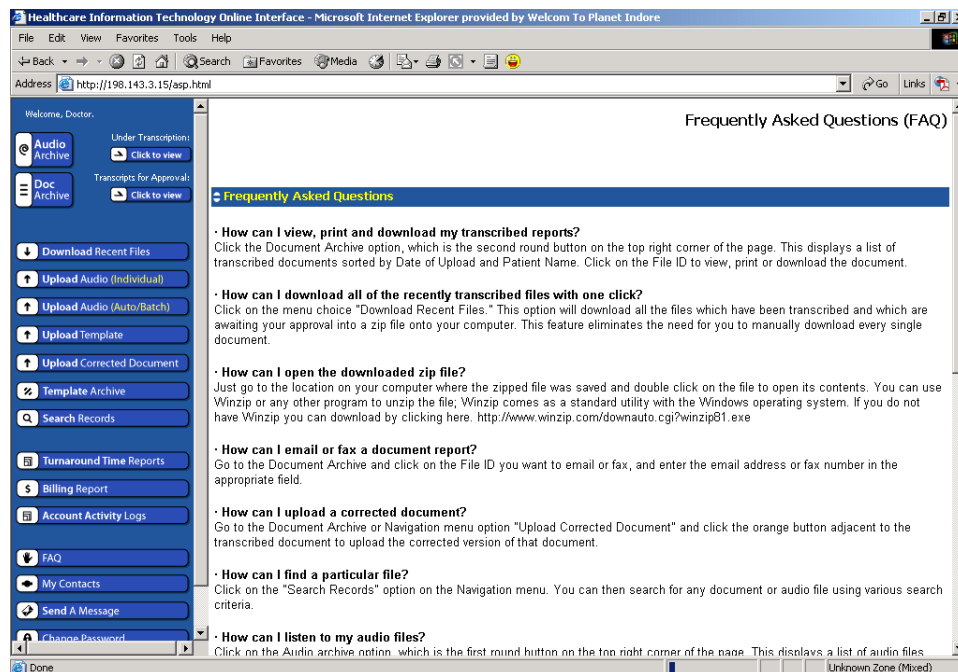 Healthcare Information Technology Online Interface - Microsoft Internet Explorer provided by Welcom To Planet Indore
File Edit View Favorites Tools Help
Back Search Favorites Media
Address http://198.143.3.15/asp.html Go Links
Welcome, Doctor.
Audio Archive
Under Transcription:
Click to view
Doc Archive
Transcripts for Approval:
Click to view
Download Recent Files
Upload Audio (Individual)
Upload Audio (Auto/Batch)
Upload Template
Upload Corrected Document
Template Archive
Search Records
Turnaround Time Reports
$ Billing Report
Account Activity Logs
FAQ
My Contacts
Send A Message
Change Password
Frequently Asked Questions (FAQ)
Frequently Asked Questions
· How can I view, print and download my transcribed reports?
Click the Document Archive option, which is the second round button on the top right corner of the page. This displays a list of
transcribed documents sorted by Date of Upload and Patient Name. Click on the File ID to view, print or download the document.
· How can I download all of the recently transcribed files with one click?
Click on the menu choice "Download Recent Files." This option will download all the files which have been transcribed and which are
awaiting your approval into a zip file onto your computer. This feature eliminates the need for you to manually download every single
document.
· How can I open the downloaded zip file?
Just go to the location on your computer where the zipped file was saved and double click on the file to open its contents. You can use
Winzip or any other program to unzip the file; Winzip comes as a standard utility with the Windows operating system. If you do not
have Winzip you can download by clicking here. http://www.winzip.com/downauto.cgi?winzip81.exe
· How can I email or fax a document report?
Go to the Document Archive and click on the File ID you want to email or fax, and enter the email address or fax number in the
appropriate field.
· How can I upload a corrected document?
Go to the Document Archive or Navigation menu option "Upload Corrected Document" and click the orange button adjacent to the
transcribed document to upload the corrected version of that document.
· How can I find a particular file?
Click on the "Search Records" option on the Navigation menu. You can then search for any document or audio file using various search
criteria.
· How can I listen to my audio files?
Click on the Audio archive option, which is the first round button on the top right corner of the page. This displays a list of audio files
Done Unknown Zone (Mixed)